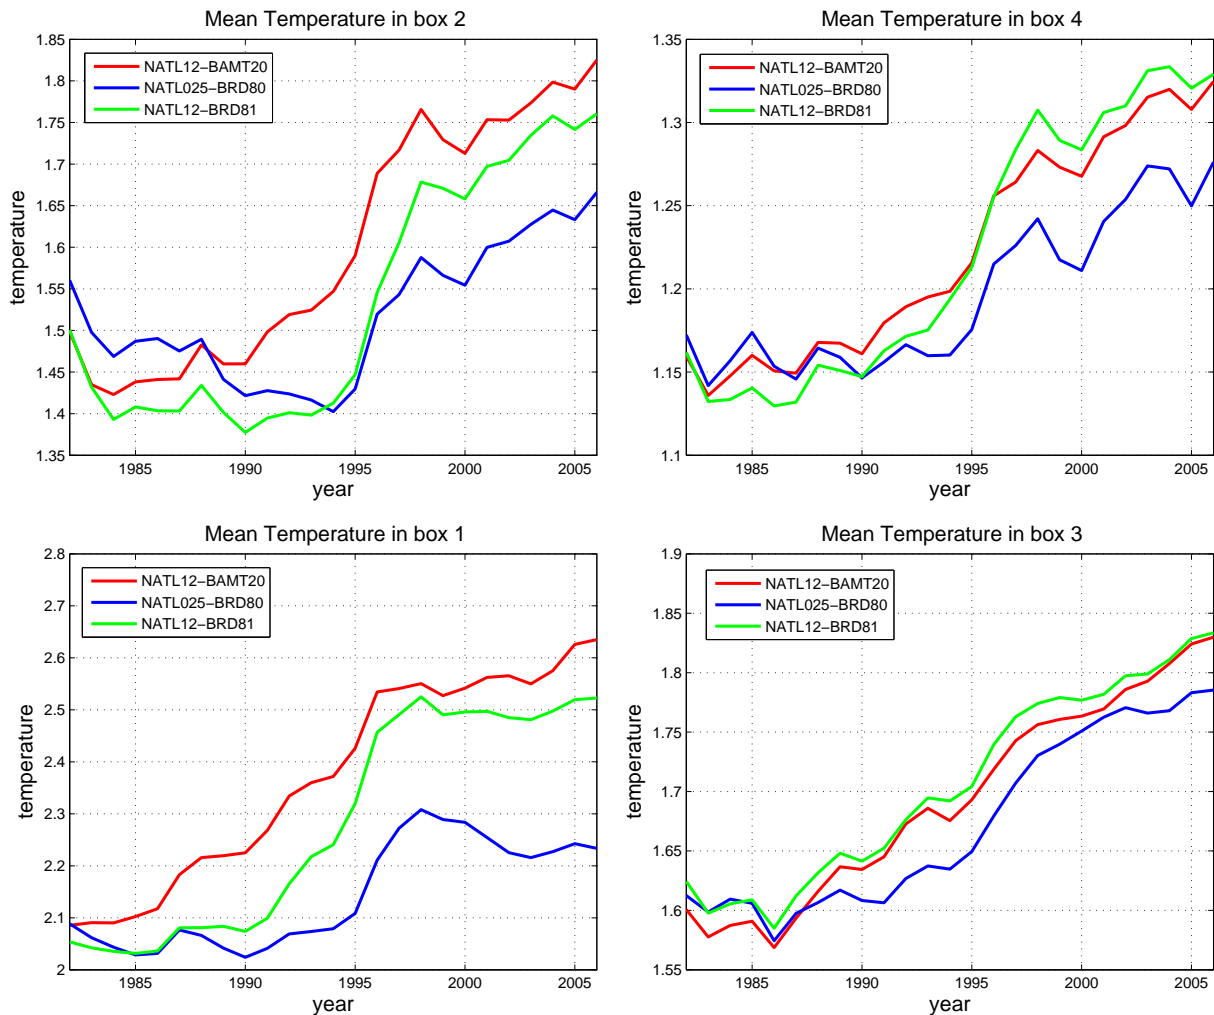 Mean Temperature in box 2
1.85
1.8
1.75
1.7
1.65
1.6
1.55
1.5
1.45
1.4
1.35
temperature
NATL12−BAMT20
NATL025−BRD80
NATL12−BRD81
1985 1990 1995 2000 2005
year
Mean Temperature in box 4
1.35
1.3
1.25
1.2
1.15
1.1
temperature
NATL12−BAMT20
NATL025−BRD80
NATL12−BRD81
1985 1990 1995 2000 2005
year
Mean Temperature in box 1
2.8
2.7
2.6
2.5
2.4
2.3
2.2
2.1
2
temperature
NATL12−BAMT20
NATL025−BRD80
NATL12−BRD81
1985 1990 1995 2000 2005
year
Mean Temperature in box 3
1.9
1.85
1.8
1.75
1.7
1.65
1.6
1.55
temperature
NATL12−BAMT20
NATL025−BRD80
NATL12−BRD81
1985 1990 1995 2000 2005
year